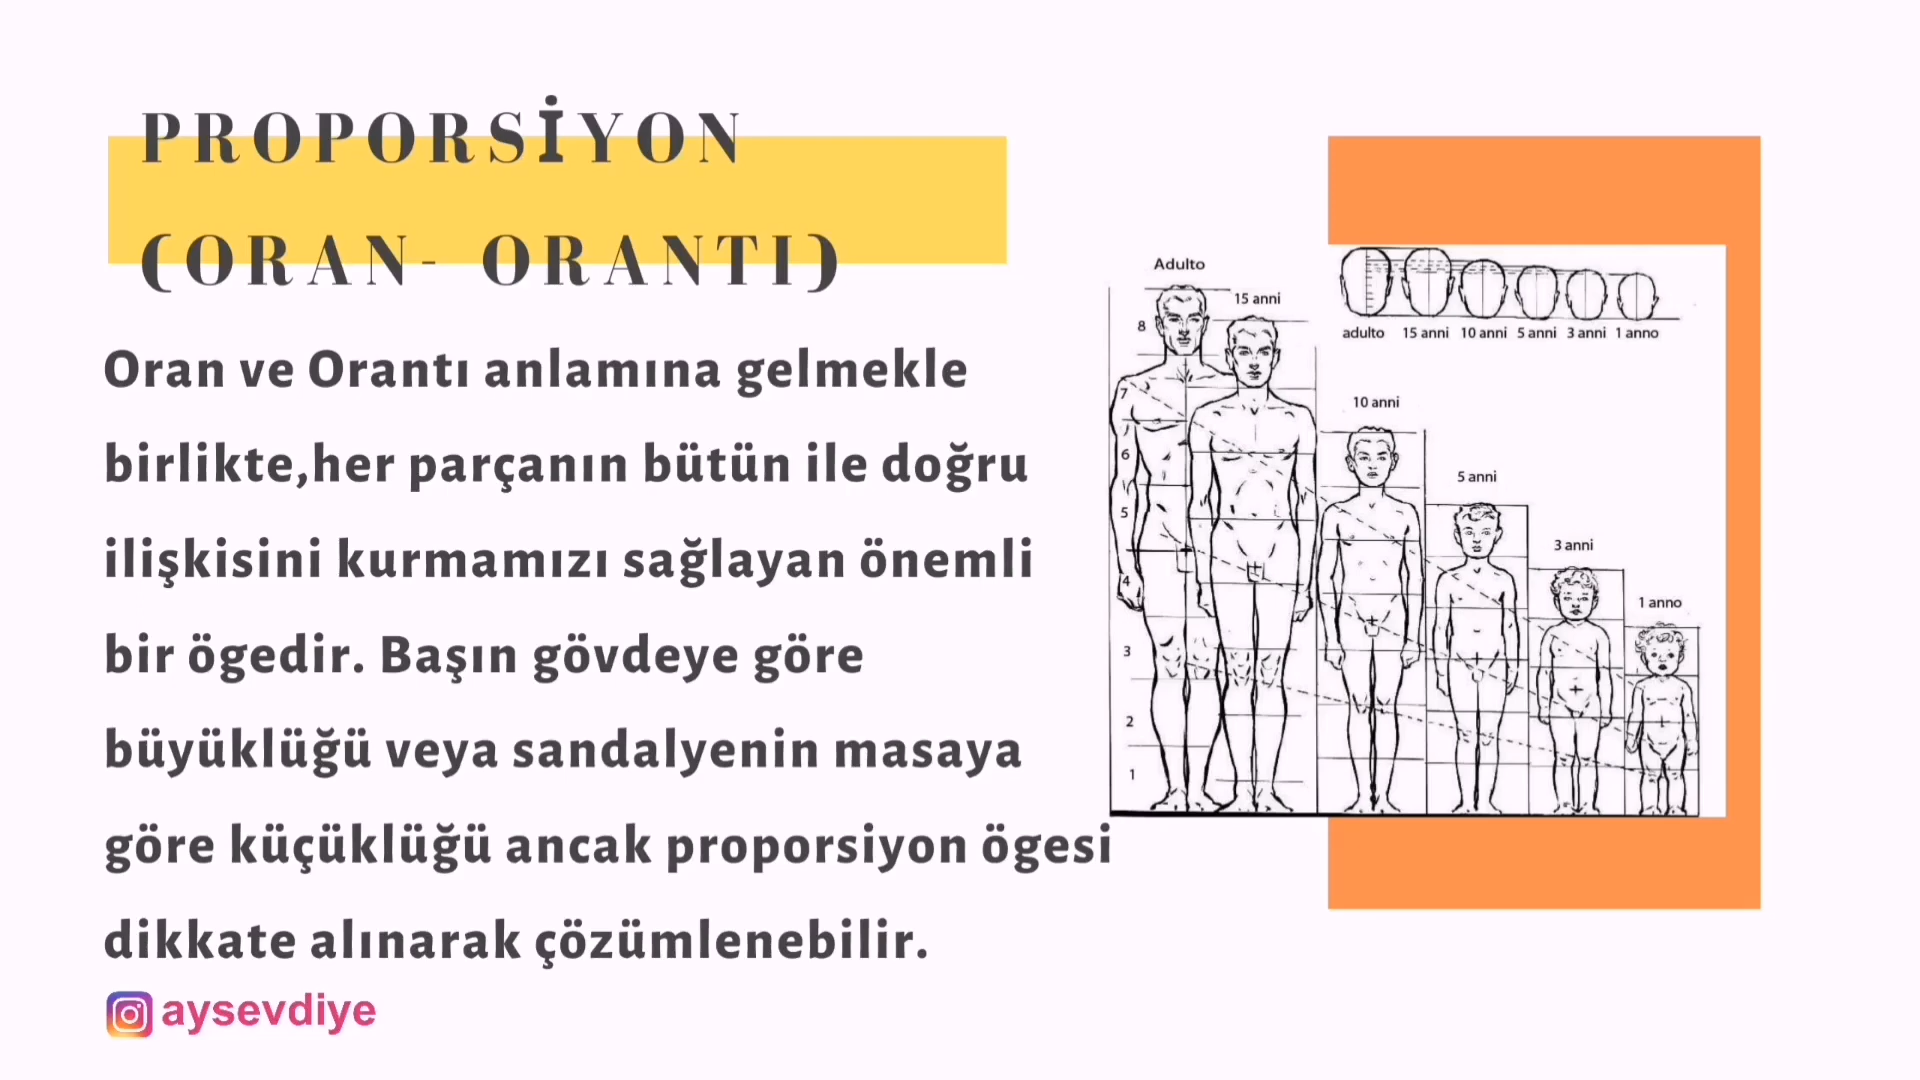 PROPORSİYON
(ORAN- ORANTI)
Oran ve Orantı anlamına gelmekle
birlikte,her parçanın bütün ile doğru
ilişkisini kurmamızı sağlayan önemli
bir ögedir. Başın gövdeye göre
büyüklüğü veya sandalyenin masaya
göre küçüklüğü ancak proporsiyon ögesi
dikkate alınarak çözümlenebilir.
aysevdiye
Adulto
15 anni
10 anni
5 anni
3 anni
1 anno
adulto 15 anni 10 anni 5 anni 3 anni 1 anno
8
7
6
5
4
3
2
1